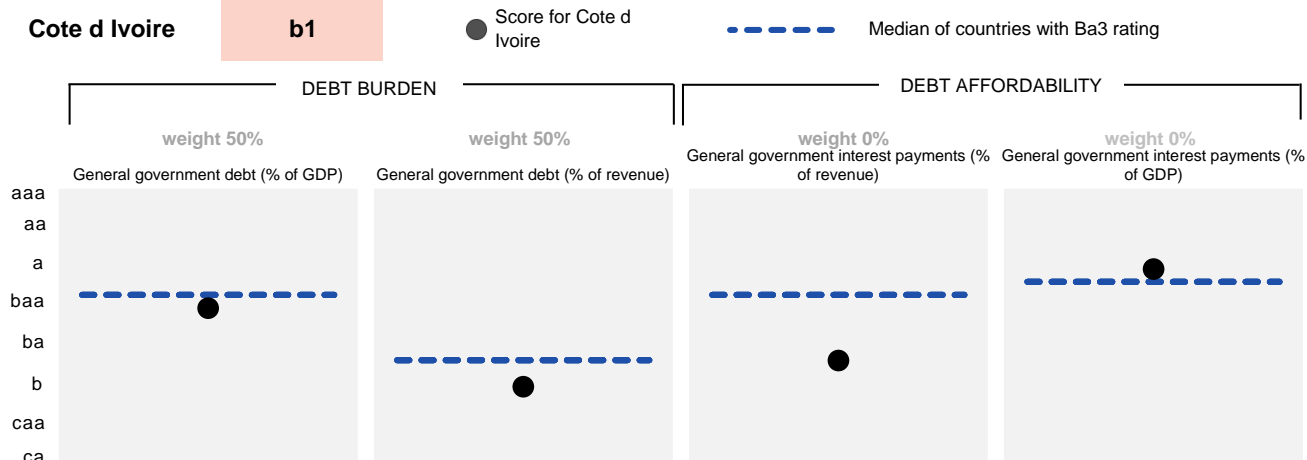 Cote d Ivoire
b1
Score for Cote d
Ivoire
Median of countries with Ba3 rating
DEBT BURDEN
DEBT AFFORDABILITY
weight 50%
weight 50%
weight 0%
weight 0%
General government debt (% of GDP)
General government debt (% of revenue)
General government interest payments (%
of revenue)
General government interest payments (%
of GDP)
aaa
aa
a
baa
ba
b
caa
ca